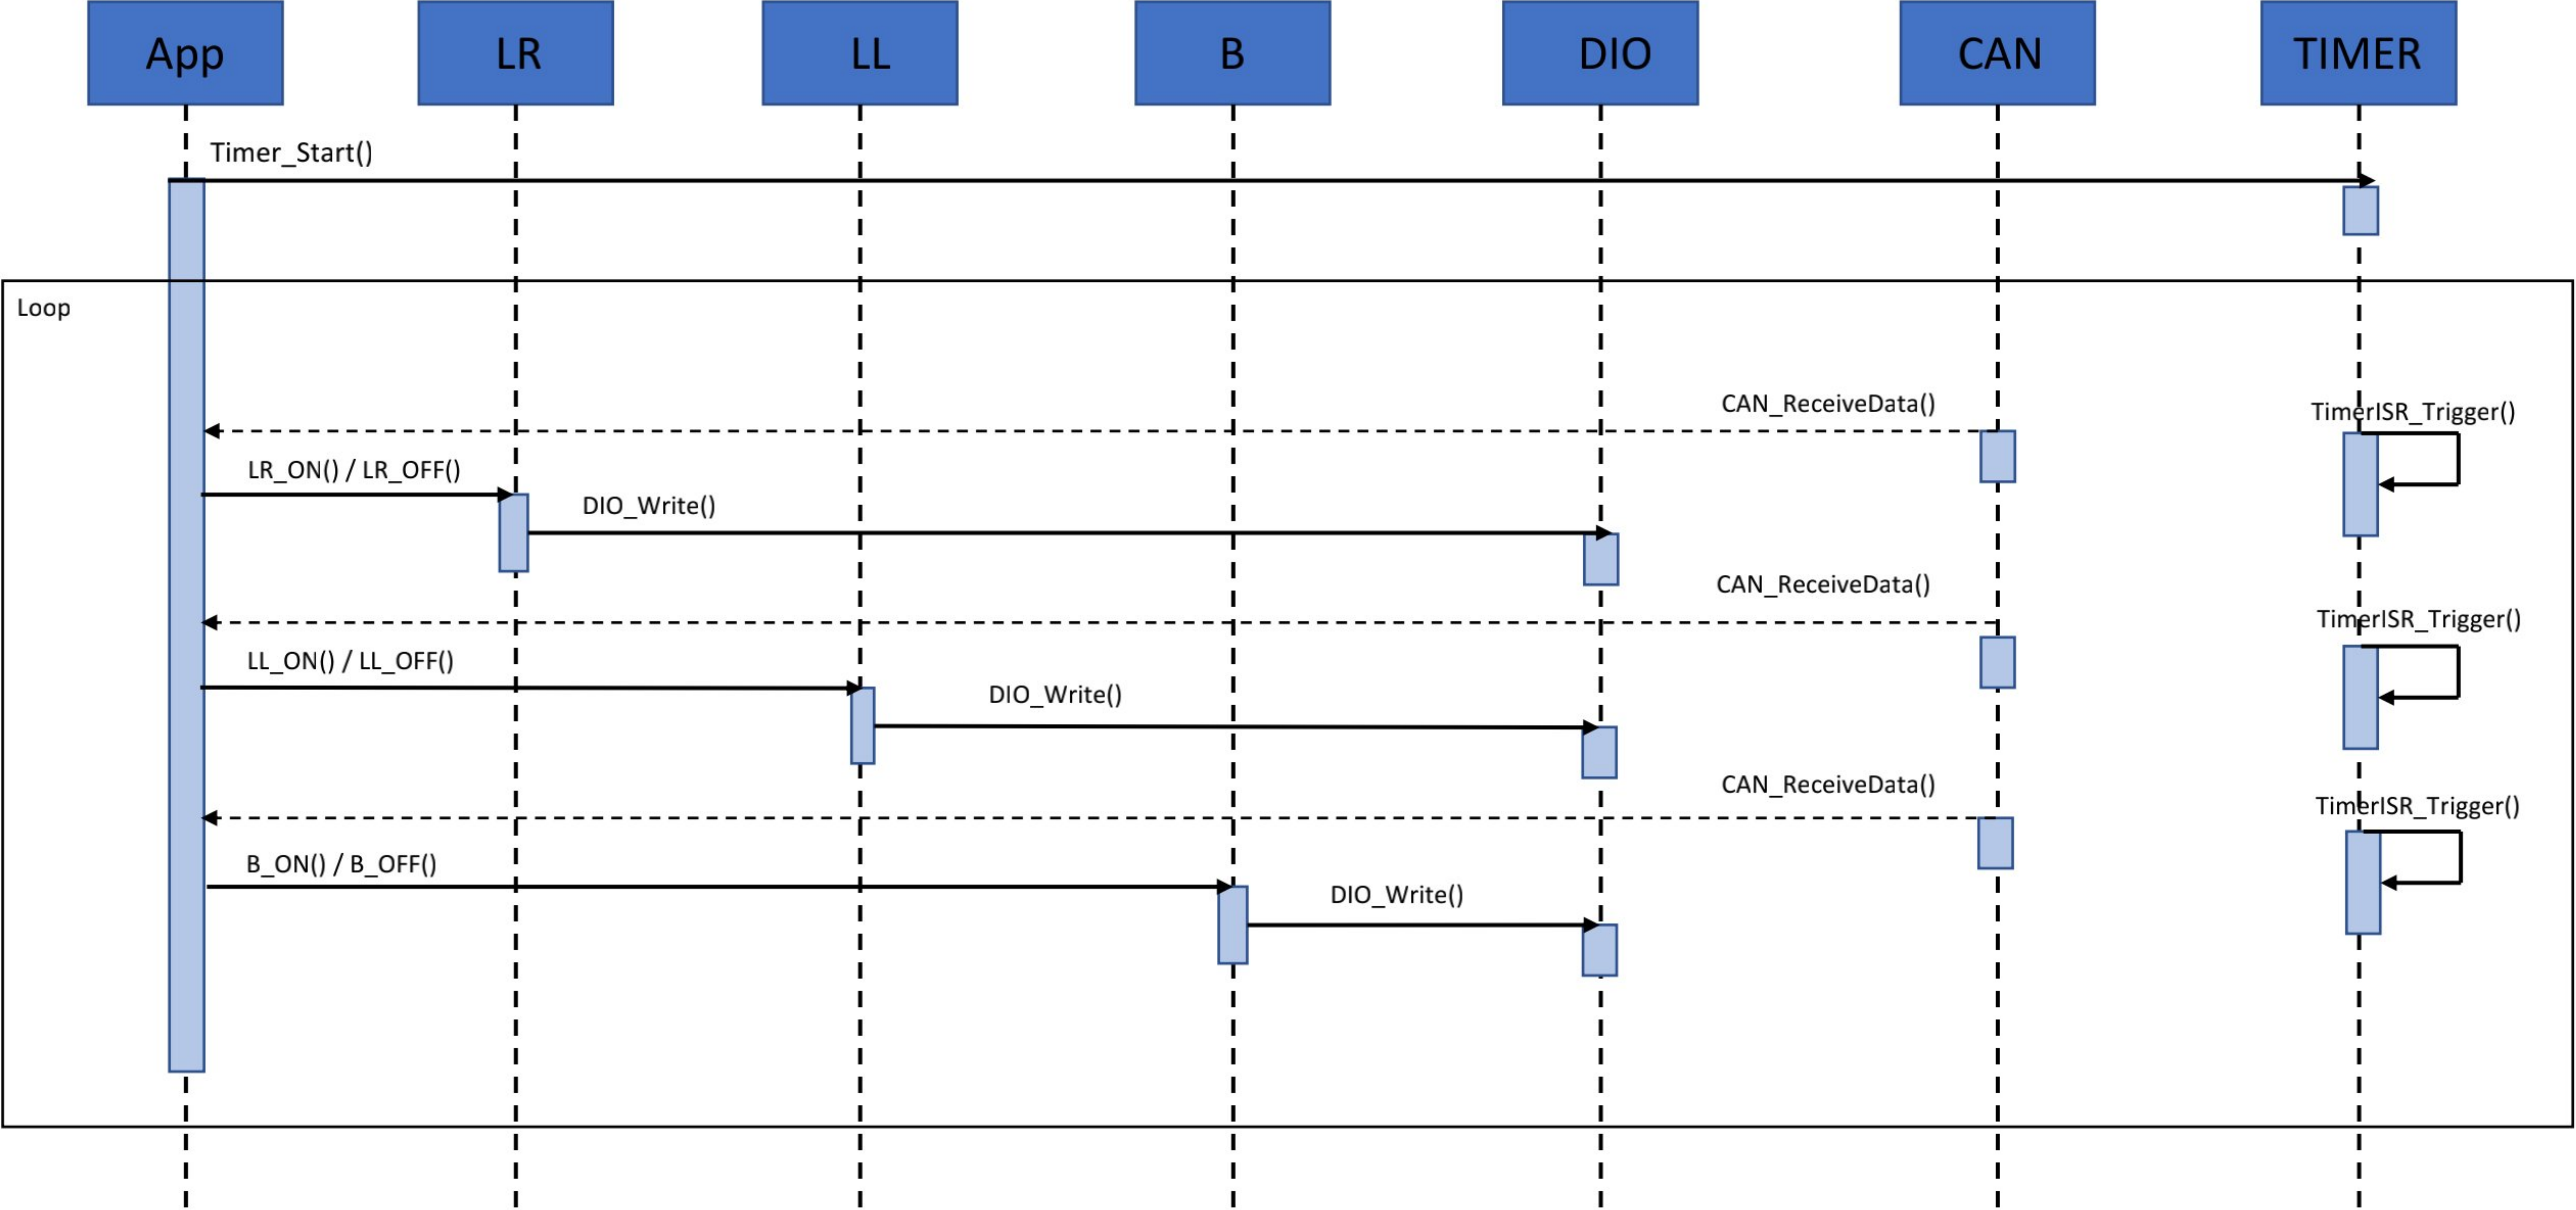 App
LR
LL
B
DIO
CAN
TIMER
Timer_Start()
Loop
CAN_ReceiveData()
TimerISR_Trigger()
LR_ON() / LR_OFF()
DIO_Write()
CAN_ReceiveData()
TimerISR_Trigger()
LL_ON() / LL_OFF()
DIO_Write()
CAN_ReceiveData()
TimerISR_Trigger()
B_ON() / B_OFF()
DIO_Write()